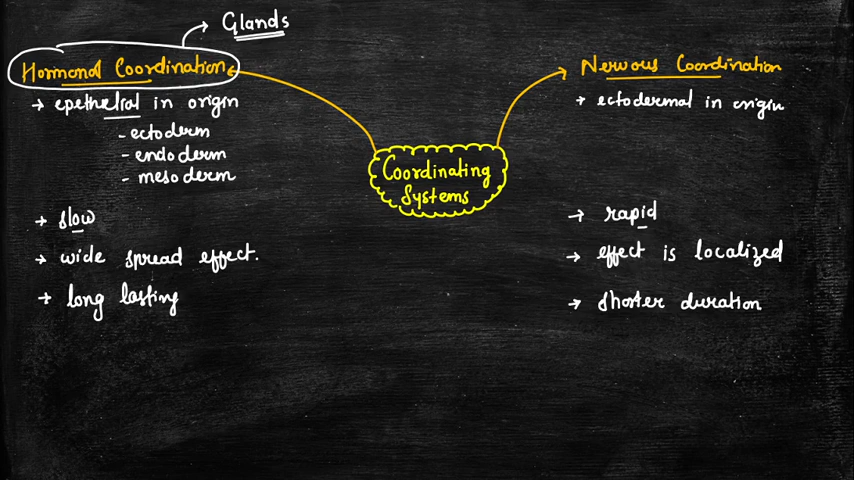 Glands
Hormonal Coordination
→ epethelial in origin
- ectoderm
- endoderm
- mesoderm
→ slow
→ wide spread effect.
→ long lasting
Coordinating
Systems
Nervous Coordination
→ ectodermal in origin
→ rapid
→ effect is localized
→ shorter duration